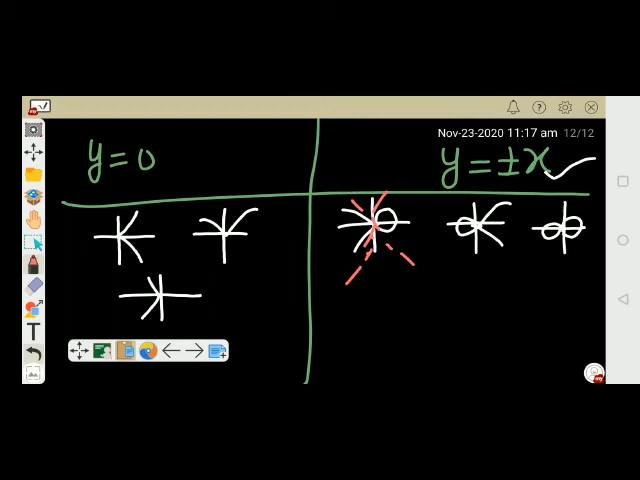 Nov-23-2020 11:17 am 12/12
y = 0
y = ±x
T